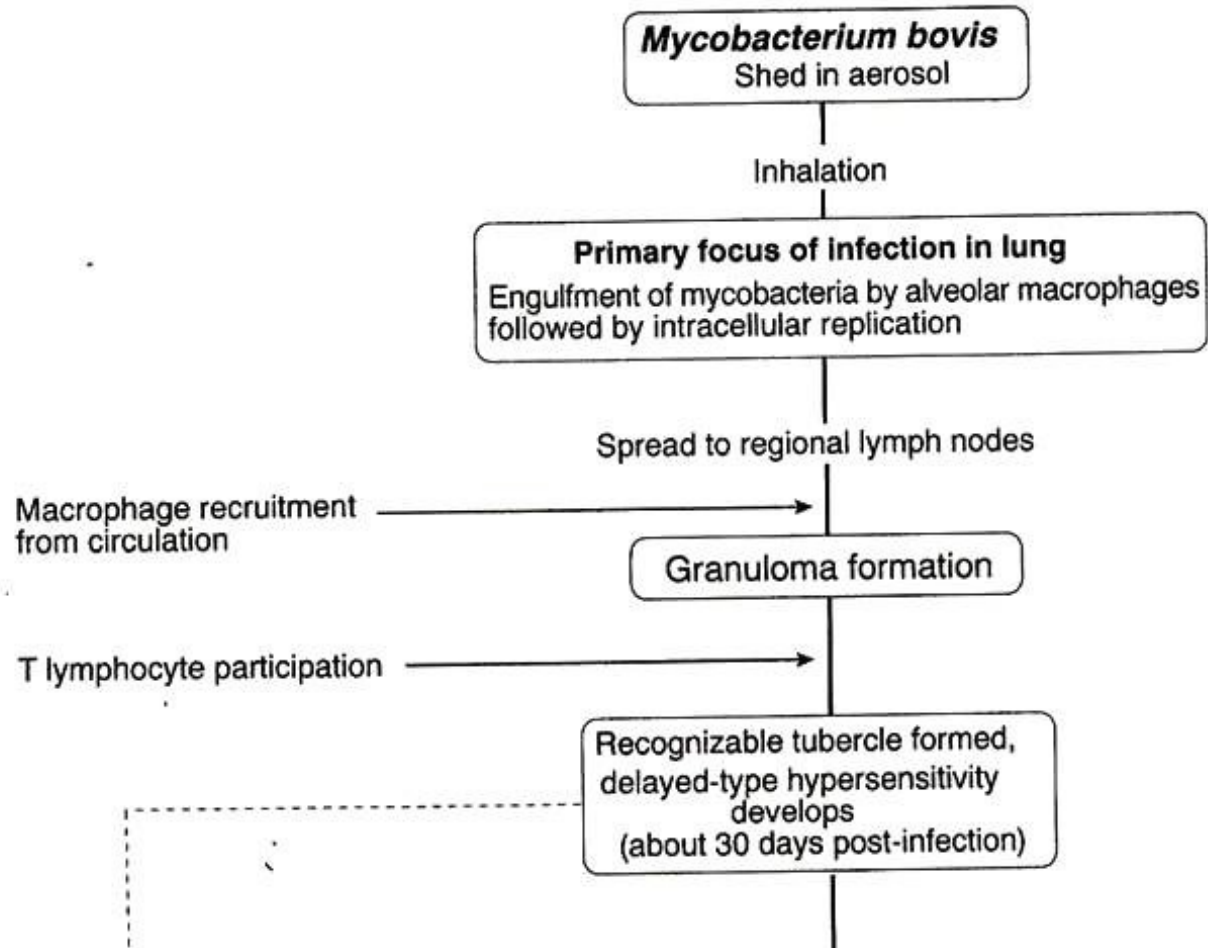 Mycobacterium bovis
Shed in aerosol
Inhalation
Primary focus of infection in lung
Engulfment of mycobacteria by alveolar macrophages
followed by intracellular replication
Spread to regional lymph nodes
Macrophage recruitment
from circulation
Granuloma formation
T lymphocyte participation
Recognizable tubercle formed,
delayed-type hypersensitivity
develops
(about 30 days post-infection)